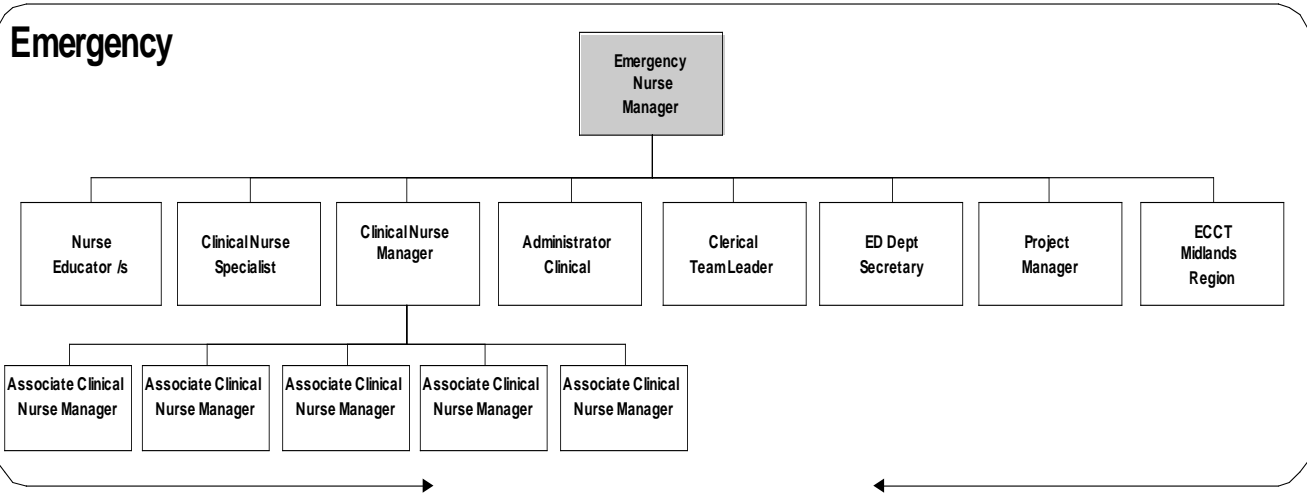 Emergency
Emergency
Nurse
Manager
Nurse
Educator /s
Clinical Nurse
Specialist
Clinical Nurse
Manager
Administrator
Clinical
Clerical
Team Leader
ED Dept
Secretary
Project
Manager
ECCT
Midlands
Region
Associate Clinical
Nurse Manager
Associate Clinical
Nurse Manager
Associate Clinical
Nurse Manager
Associate Clinical
Nurse Manager
Associate Clinical
Nurse Manager